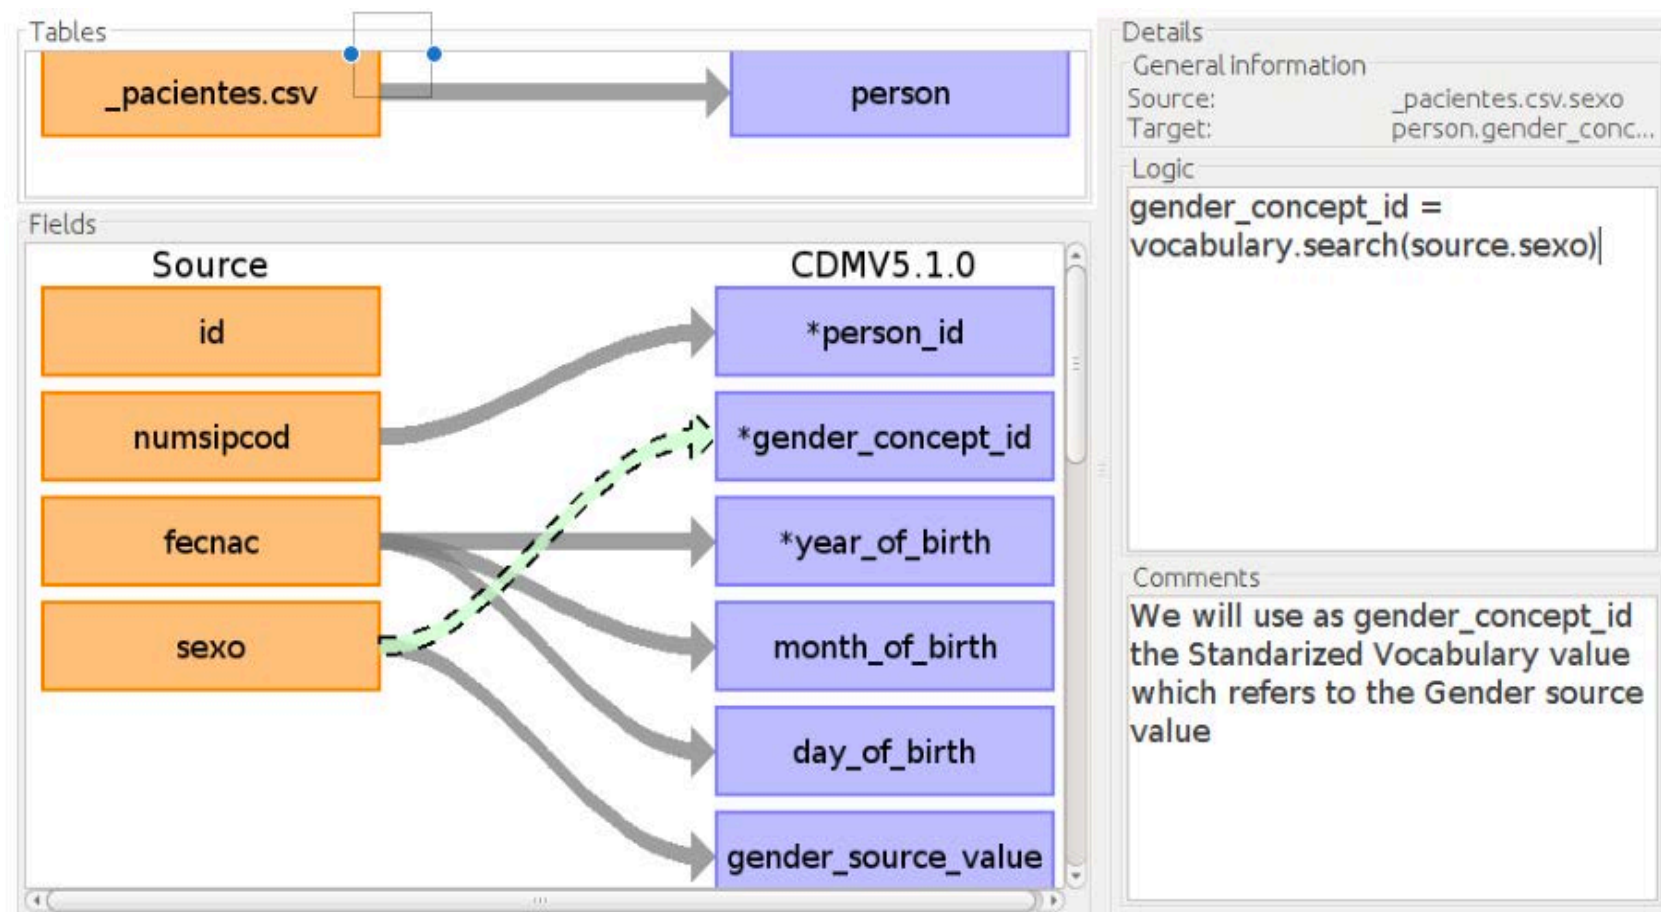 Tables
_pacientes.csv
person
Fields
Source
CDMV5.1.0
id
*person_id
numsipcod
*gender_concept_id
fecnac
*year_of_birth
sexo
month_of_birth
day_of_birth
gender_source_value
Details
General information
Source: _pacientes.csv.sexo
Target: person.gender_conc...
Logic
gender_concept_id =
vocabulary.search(source.sexo)
Comments
We will use as gender_concept_id
the Standarized Vocabulary value
which refers to the Gender source
value